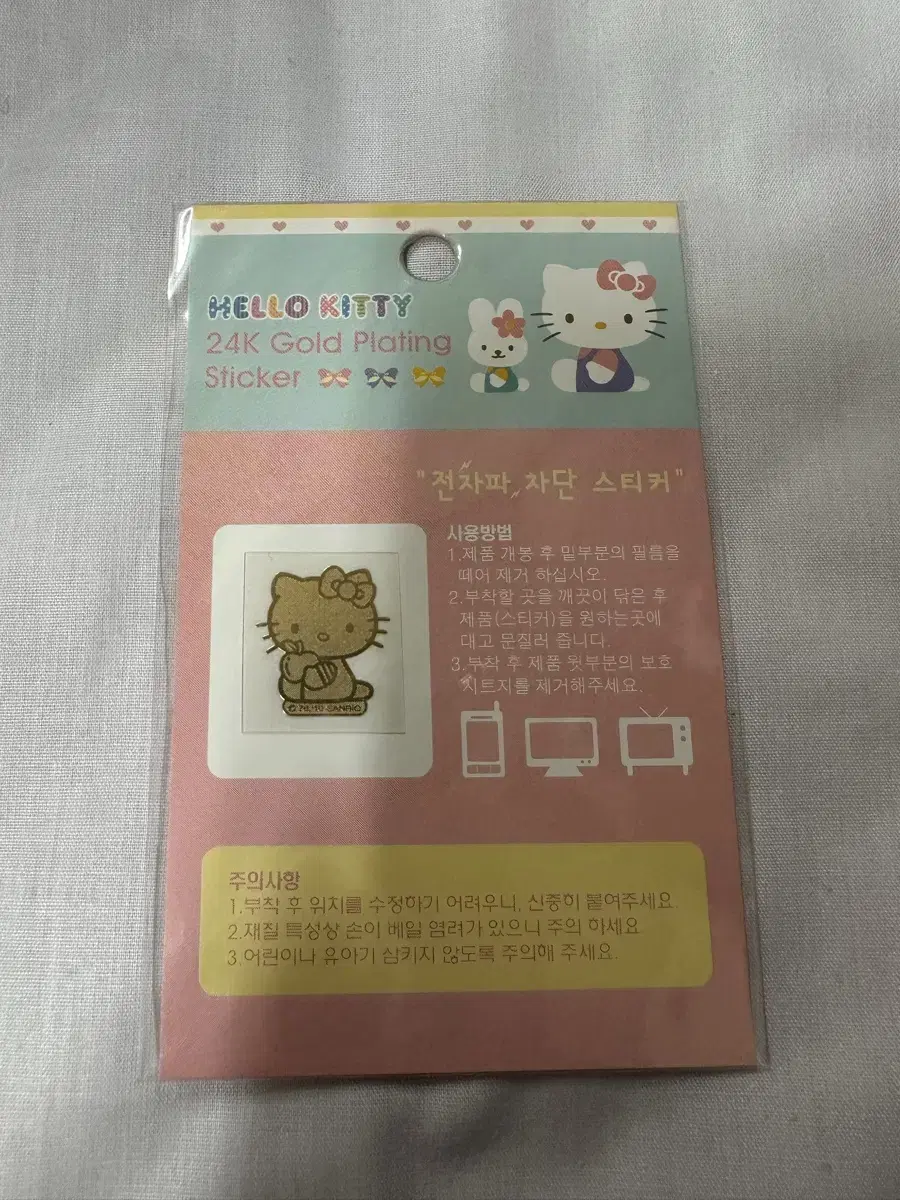 HELLO KITTY
24K Gold Plating
Sticker
"전자파 차단 스티커"
사용방법
1.제품 개봉 후 밑부분의 필름을
떼어 제거 하십시오.
2.부착할 곳을 깨끗이 닦은 후
제품(스티커)을 원하는곳에
대고 문질러 줍니다.
3.부착 후 제품 윗부분의 보호
시트지를 제거해주세요.
SANRIO
주의사항
1.부착 후 위치를 수정하기 어려우니, 신중히 붙여주세요.
2.재질 특성상 손이 베일 염려가 있으니 주의 하세요
3.어린이나 유아기 삼키지 않도록 주의해 주세요.